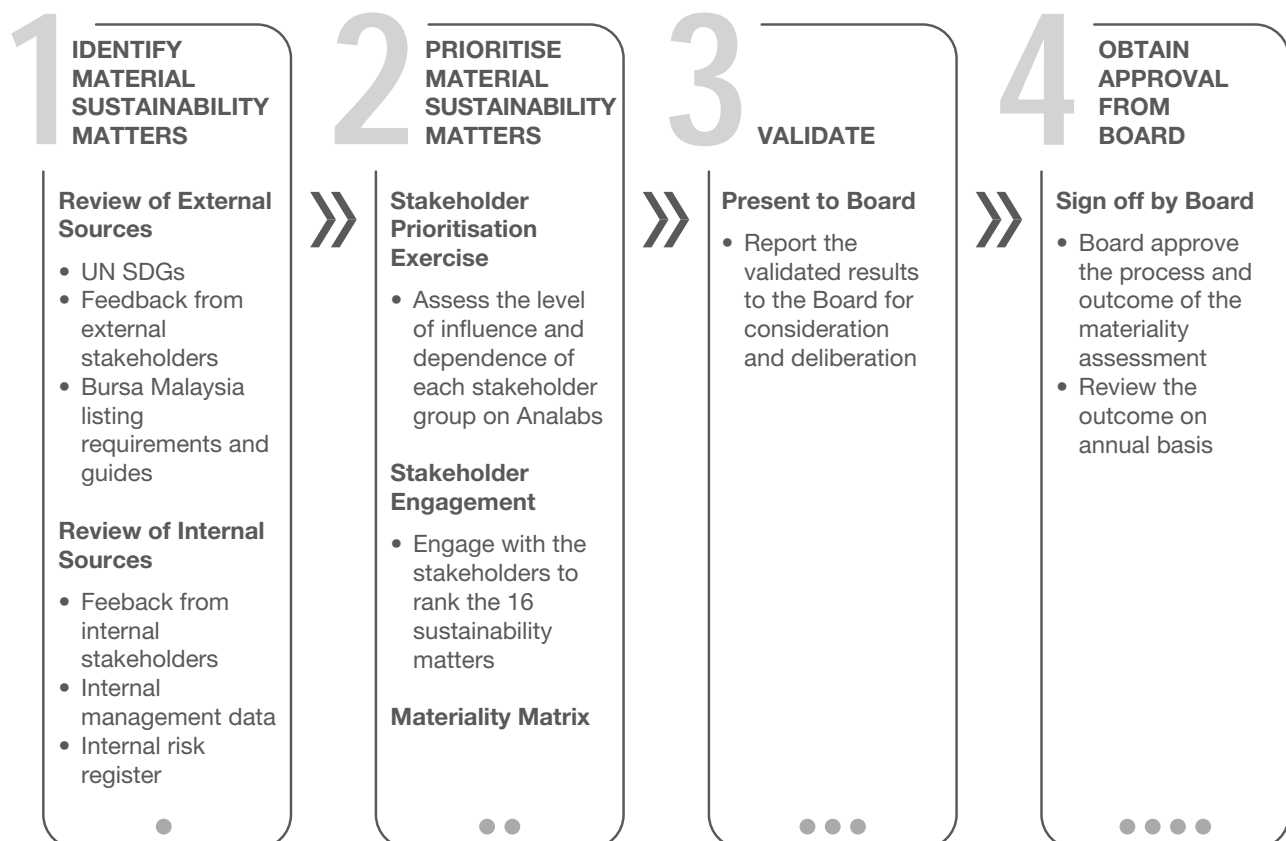 1
IDENTIFY
MATERIAL
SUSTAINABILITY
MATTERS
Review of External
Sources
• UN SDGs
• Feedback from
external
stakeholders
• Bursa Malaysia
listing
requirements and
guides
Review of Internal
Sources
• Feeback from
internal
stakeholders
• Internal
management data
• Internal risk
register
2
PRIORITISE
MATERIAL
SUSTAINABILITY
MATTERS
Stakeholder
Prioritisation
Exercise
• Assess the level
of influence and
dependence of
each stakeholder
group on Analabs
Stakeholder
Engagement
• Engage with the
stakeholders to
rank the 16
sustainability
matters
Materiality Matrix
3
VALIDATE
Present to Board
• Report the
validated results
to the Board for
consideration
and deliberation
4
OBTAIN
APPROVAL
FROM
BOARD
Sign off by Board
• Board approve
the process and
outcome of the
materiality
assessment
• Review the
outcome on
annual basis